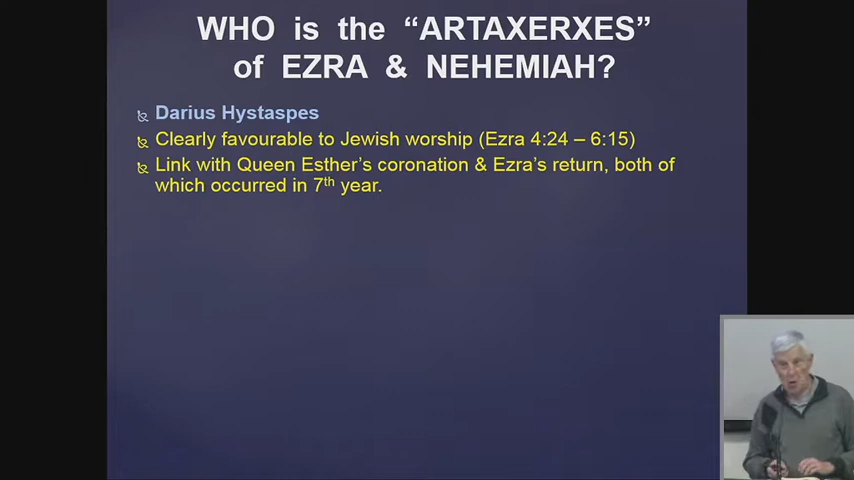 WHO is the “ARTAXERXES”
of EZRA & NEHEMIAH?
Darius Hystaspes
Clearly favourable to Jewish worship (Ezra 4:24 – 6:15)
Link with Queen Esther's coronation & Ezra's return, both of
which occurred in 7th year.